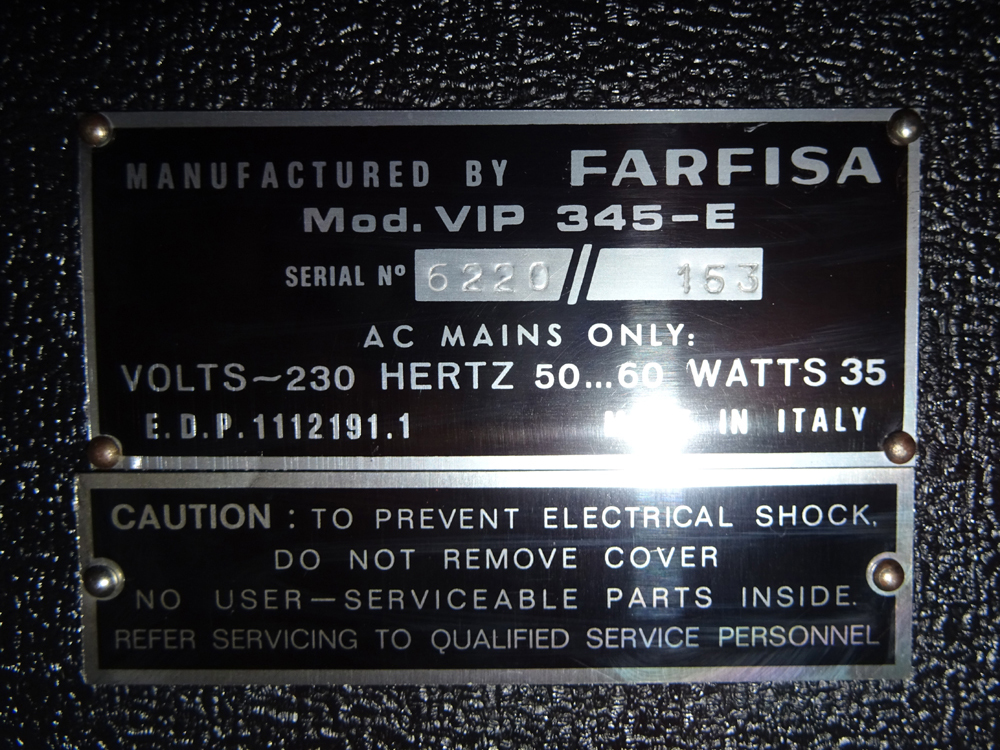 MANUFACTURED BY FARFISA
Mod. VIP 345-E
SERIAL Nº 6220 // 163
AC MAINS ONLY:
VOLTS~230 HERTZ 50...60 WATTS 35
E.D.P.1112191.1 MADE IN ITALY
CAUTION : TO PREVENT ELECTRICAL SHOCK,
DO NOT REMOVE COVER
NO USER—SERVICEABLE PARTS INSIDE.
REFER SERVICING TO QUALIFIED SERVICE PERSONNEL